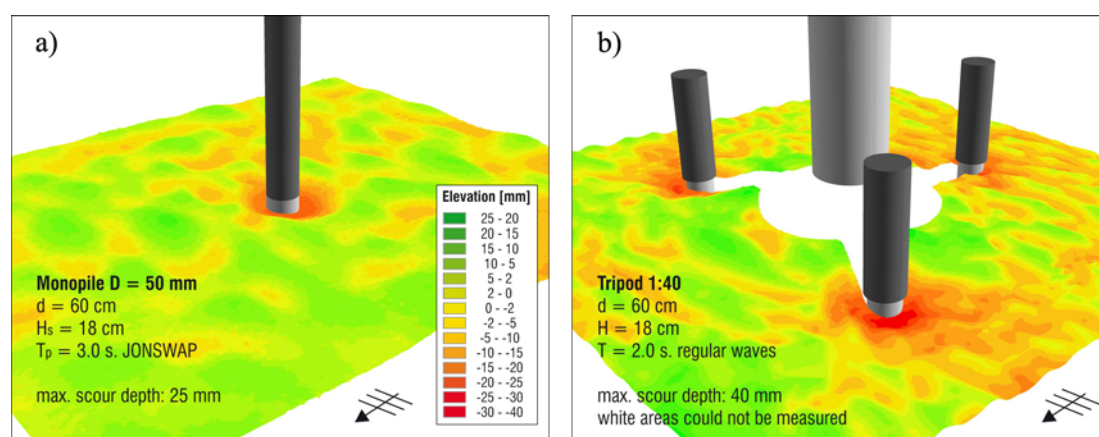 a)
Monopile D = 50 mm
d = 60 cm
Hs = 18 cm
Tp = 3.0 s. JONSWAP
max. scour depth: 25 mm
Elevation [mm]
25 - 20
20 - 15
15 - 10
10 - 5
5 - 2
2 - 0
0 - -2
-2 - -5
-5 - -10
-10 - -15
-15 - -20
-20 - -25
-25 - -30
-30 - -40
b)
Tripod 1:40
d = 60 cm
H = 18 cm
T = 2.0 s. regular waves
max. scour depth: 40 mm
white areas could not be measured